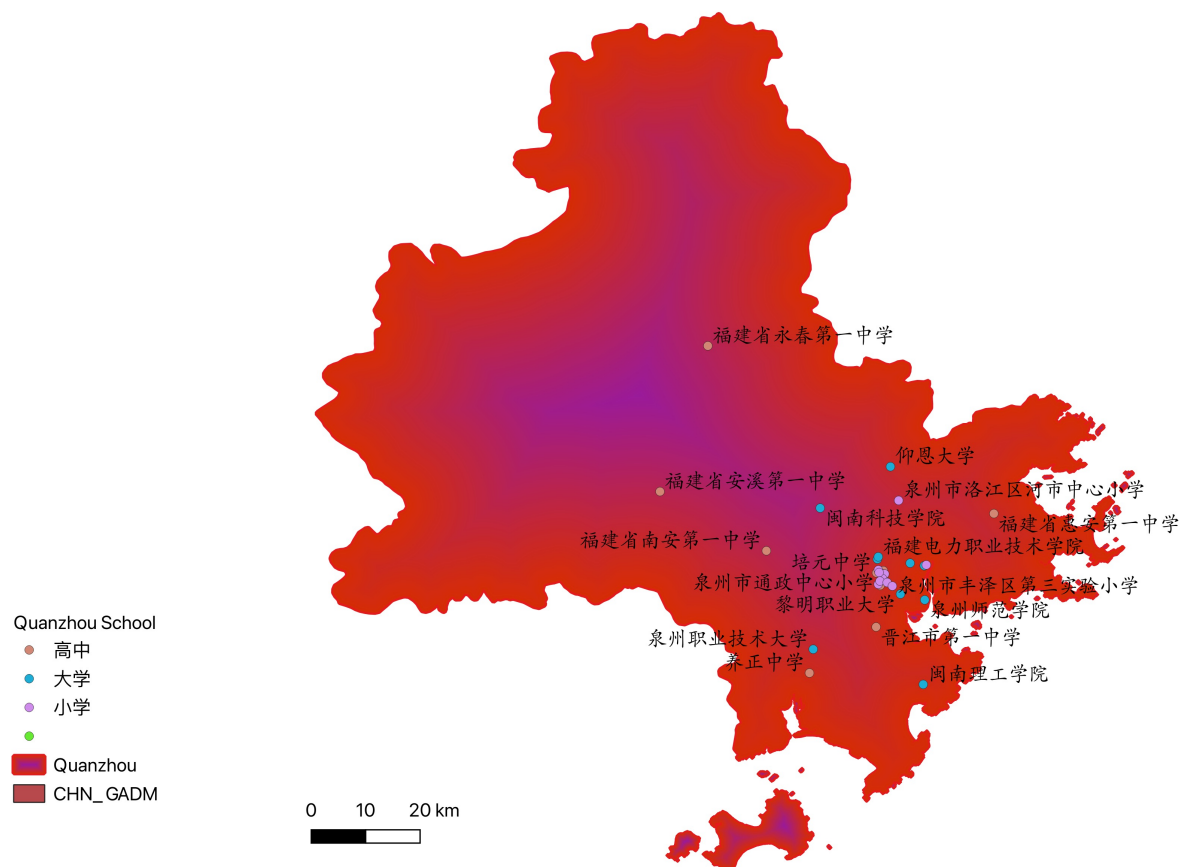 福建省永春第一中学
仰恩大学
福建省安溪第一中学
泉州市洛江区河市中心小学
闽南科技学院
福建省惠安第一中学
福建省南安第一中学
福建电力职业技术学院
培元中学
泉州市通政中心小学
泉州市丰泽区第三实验小学
黎明职业大学
泉州师范学院
泉州职业技术大学
晋江市第一中学
养正中学
闽南理工学院
Quanzhou School
高中
大学
小学
Quanzhou
CHN_GADM
0 10 20 km